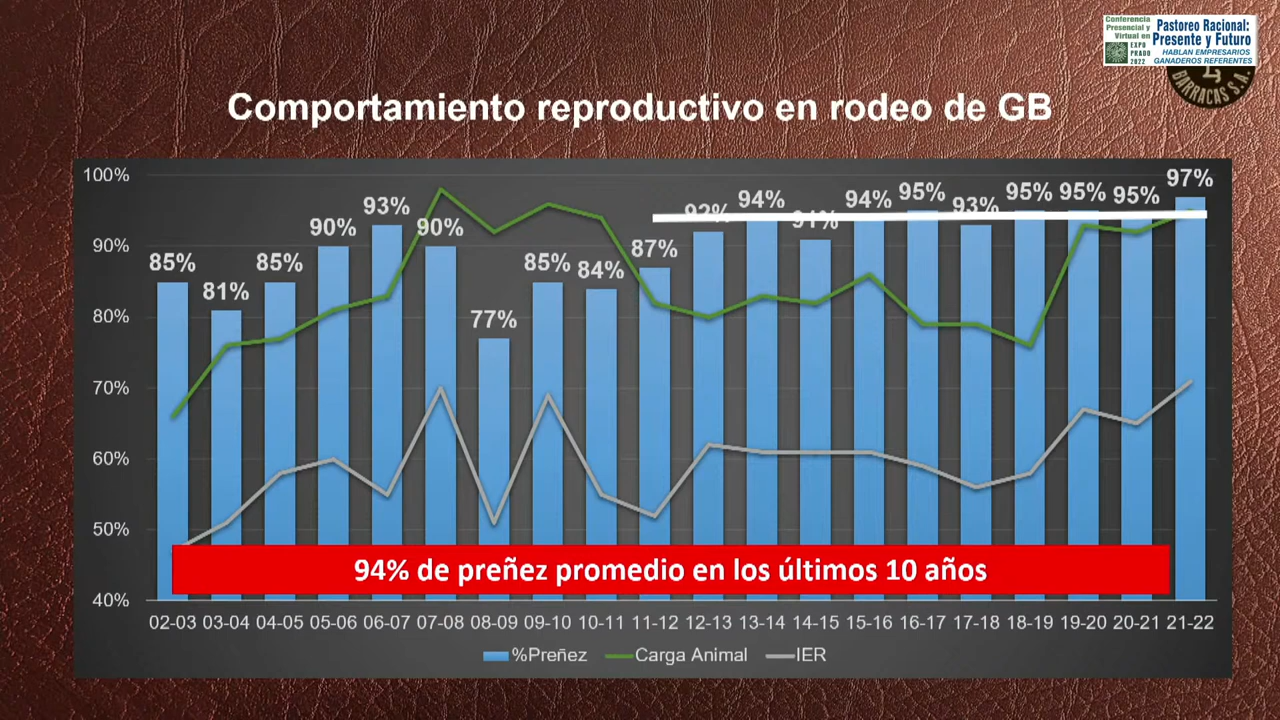 Conferencia
Presencial y
Virtual en
EXPO
PRADO
2022
Pastoreo Racional:
Presente y Futuro
HABLAN EMPRESARIOS
GANADEROS REFERENTES
BARRACAS S.A.
Comportamiento reproductivo en rodeo de GB
100%
90%
80%
70%
60%
50%
40%
85%
81%
85%
90%
93%
90%
77%
85%
84%
87%
92%
94%
91%
94%
95%
93%
95%
95%
95%
97%
94% de preñez promedio en los últimos 10 años
02-03 03-04 04-05 05-06 06-07 07-08 08-09 09-10 10-11 11-12 12-13 13-14 14-15 15-16 16-17 17-18 18-19 19-20 20-21 21-22
%Preñez Carga Animal IER